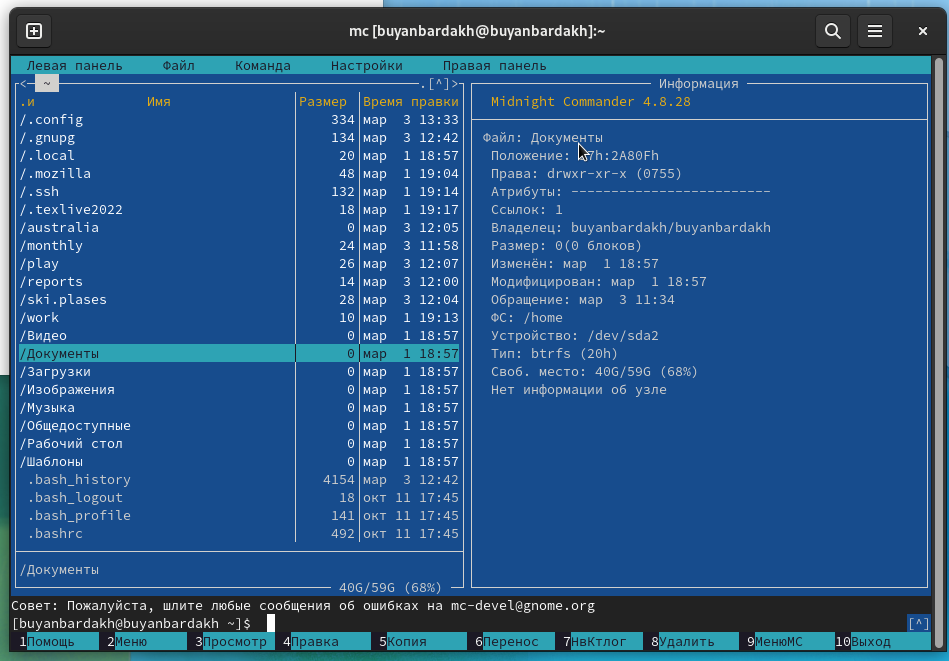 mc [buyanbardakh@buyanbardakh]:~
Левая панель Файл Команда Настройки Правая панель
<─ ~ .[^]>
.и Имя Размер Время правки
/.config 334 мар 3 13:33
/.gnupg 134 мар 3 12:42
/.local 20 мар 1 18:57
/.mozilla 48 мар 1 19:04
/.ssh 132 мар 1 19:14
/.texlive2022 18 мар 1 19:17
/australia 0 мар 3 12:05
/monthly 24 мар 3 11:58
/play 26 мар 3 12:07
/reports 14 мар 3 12:00
/ski.plases 28 мар 3 12:04
/work 10 мар 1 19:13
/Видео 0 мар 1 18:57
/Документы 0 мар 1 18:57
/Загрузки 0 мар 1 18:57
/Изображения 0 мар 1 18:57
/Музыка 0 мар 1 18:57
/Общедоступные 0 мар 1 18:57
/Рабочий стол 0 мар 1 18:57
/Шаблоны 0 мар 1 18:57
.bash_history 4154 мар 3 12:42
.bash_logout 18 окт 11 17:45
.bash_profile 141 окт 11 17:45
.bashrc 492 окт 11 17:45
/Документы
40G/59G (68%)
Информация
Midnight Commander 4.8.28
Файл: Документы
Положение: 7h:2A80Fh
Права: drwxr-xr-x (0755)
Атрибуты: -------------------------
Ссылок: 1
Владелец: buyanbardakh/buyanbardakh
Размер: 0(0 блоков)
Изменён: мар 1 18:57
Модифицирован: мар 1 18:57
Обращение: мар 3 11:34
ФС: /home
Устройство: /dev/sda2
Тип: btrfs (20h)
Своб. место: 40G/59G (68%)
Нет информации об узле
Совет: Пожалуйста, шлите любые сообщения об ошибках на mc-devel@gnome.org
[buyanbardakh@buyanbardakh ~]$ [^]
1Помощь 2Меню 3Просмотр 4Правка 5Копия 6Перенос 7НвКтлог 8Удалить 9МенюМС 10Выход